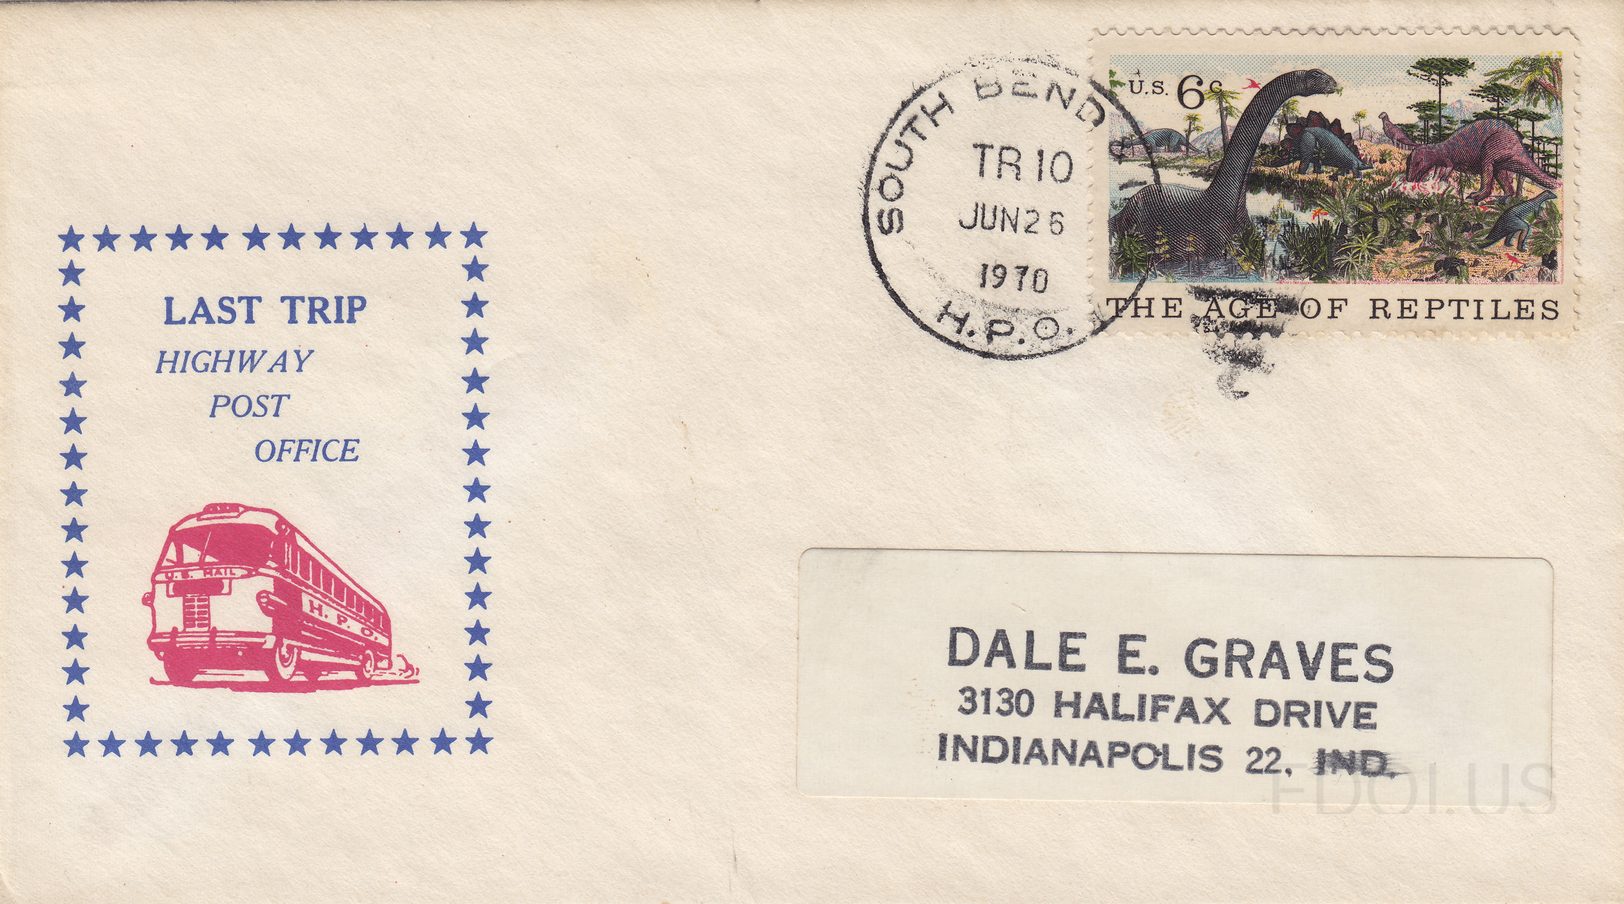 LAST TRIP
HIGHWAY
POST
OFFICE
U.S. MAIL
H. P. O.
SOUTH BEND
TR 10
JUN 26
1970
H.P.O.
U.S. 6c
THE AGE OF REPTILES
DALE E. GRAVES
3130 HALIFAX DRIVE
INDIANAPOLIS 22, IND.
FDOI.US